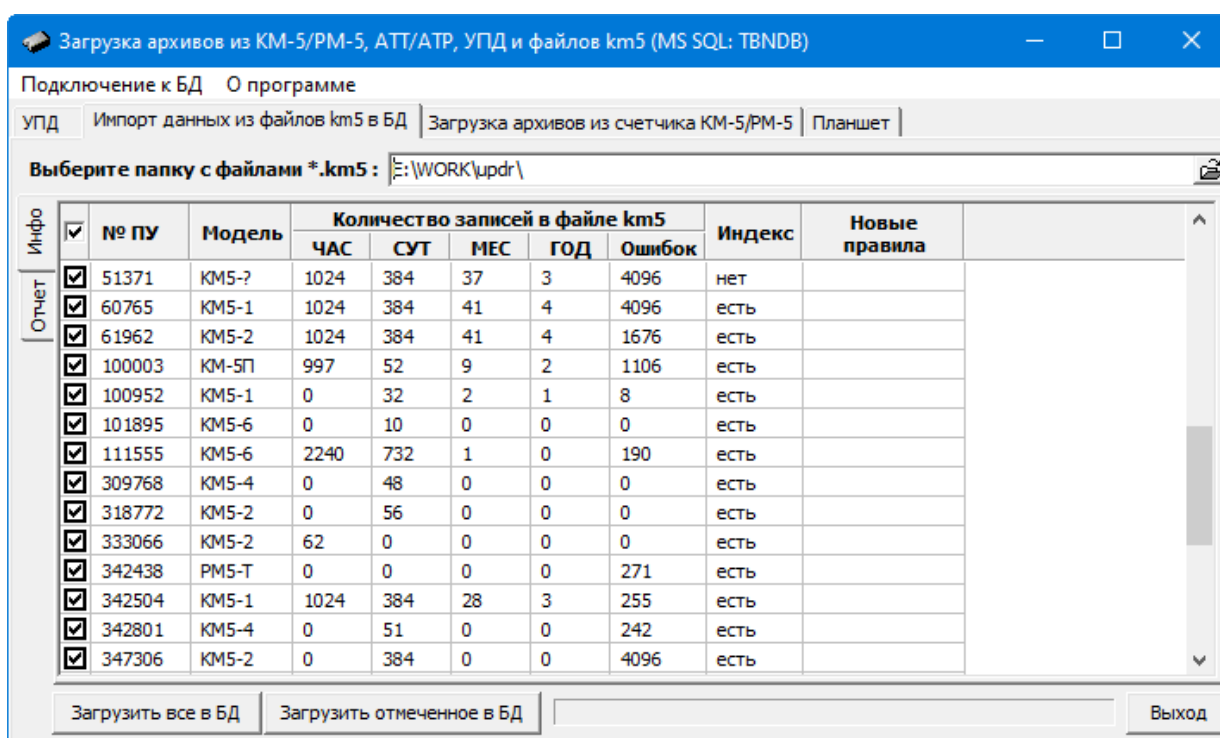 Загрузка архивов из КМ-5/РМ-5, АТТ/АТР, УПД и файлов km5 (MS SQL: TBNDB)
Подключение к БД О программе
УПД Импорт данных из файлов km5 в БД Загрузка архивов из счетчика КМ-5/РМ-5 Планшет
Выберите папку с файлами *.km5 : E:\WORK\updr\
Инфо
Отчет
№ ПУ Модель Количество записей в файле km5 Индекс Новые правила
ЧАС СУТ МЕС ГОД Ошибок
51371 КМ5-? 1024 384 37 3 4096 нет
60765 КМ5-1 1024 384 41 4 4096 есть
61962 КМ5-2 1024 384 41 4 1676 есть
100003 КМ-5П 997 52 9 2 1106 есть
100952 КМ5-1 0 32 2 1 8 есть
101895 КМ5-6 0 10 0 0 0 есть
111555 КМ5-6 2240 732 1 0 190 есть
309768 КМ5-4 0 48 0 0 0 есть
318772 КМ5-2 0 56 0 0 0 есть
333066 КМ5-2 62 0 0 0 0 есть
342438 РМ5-Т 0 0 0 0 271 есть
342504 КМ5-1 1024 384 28 3 255 есть
342801 КМ5-4 0 51 0 0 242 есть
347306 КМ5-2 0 384 0 0 4096 есть
Загрузить все в БД Загрузить отмеченное в БД Выход